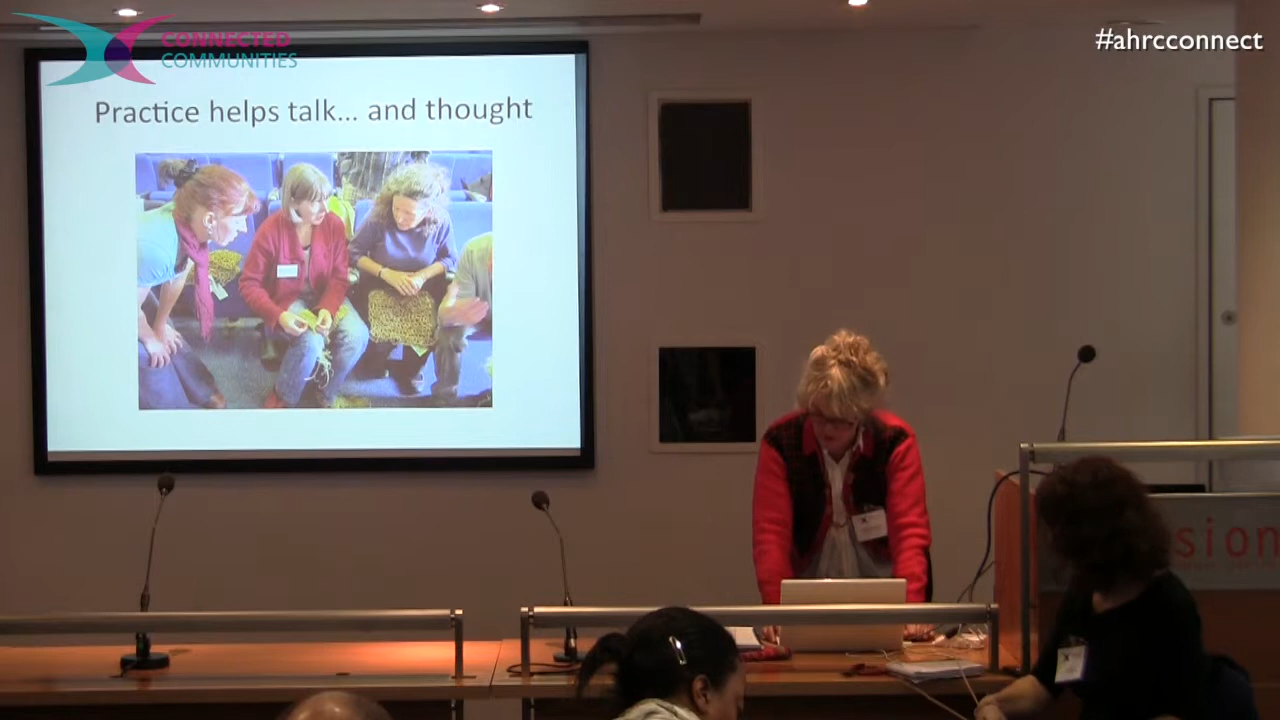 CONNECTED
COMMUNITIES
#ahrcconnect
Practice helps talk... and thought
sion